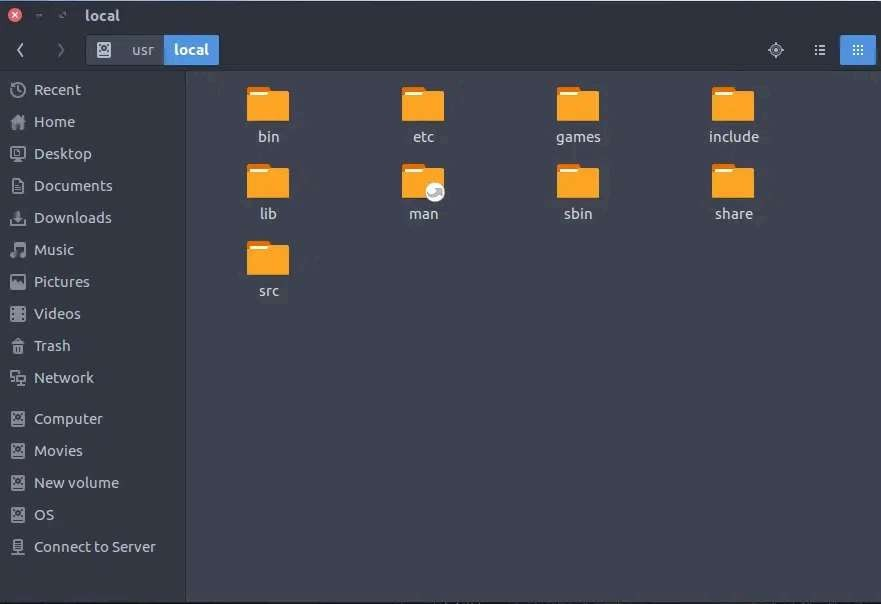 local
usr local
Recent
Home
Desktop
Documents
Downloads
Music
Pictures
Videos
Trash
Network
Computer
Movies
New volume
OS
Connect to Server
bin etc games include
lib man sbin share
src